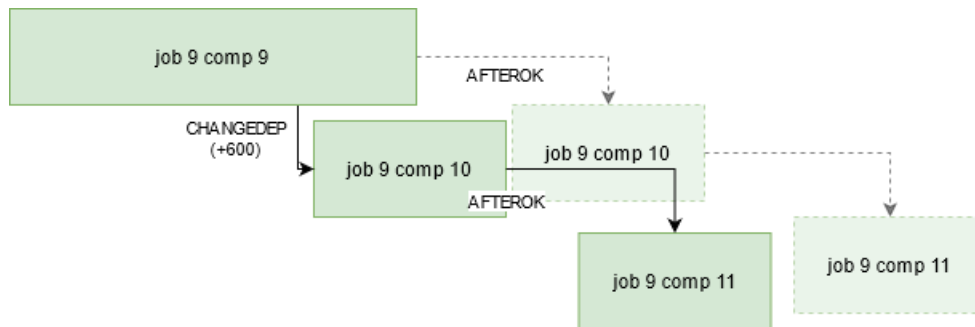 job 9 comp 9
AFTEROK
CHANGEDEP
(+600)
job 9 comp 10
job 9 comp 10
AFTEROK
job 9 comp 11
job 9 comp 11